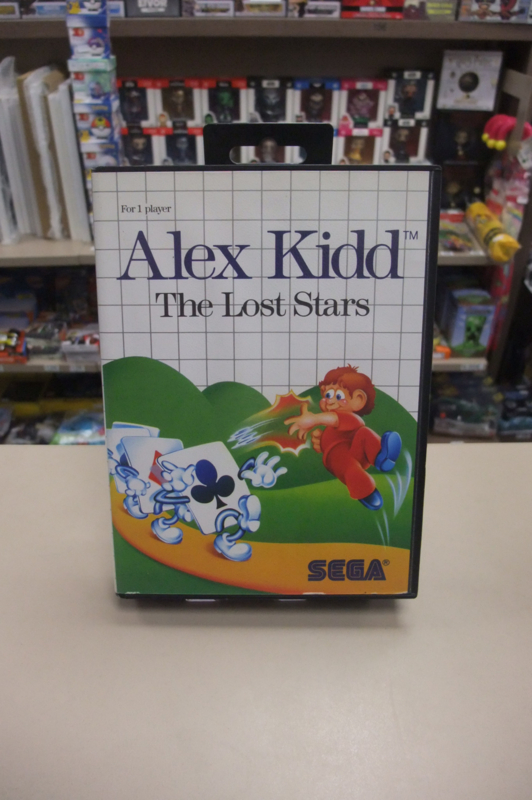 For 1 player
Alex Kidd™
The Lost Stars
SEGA®